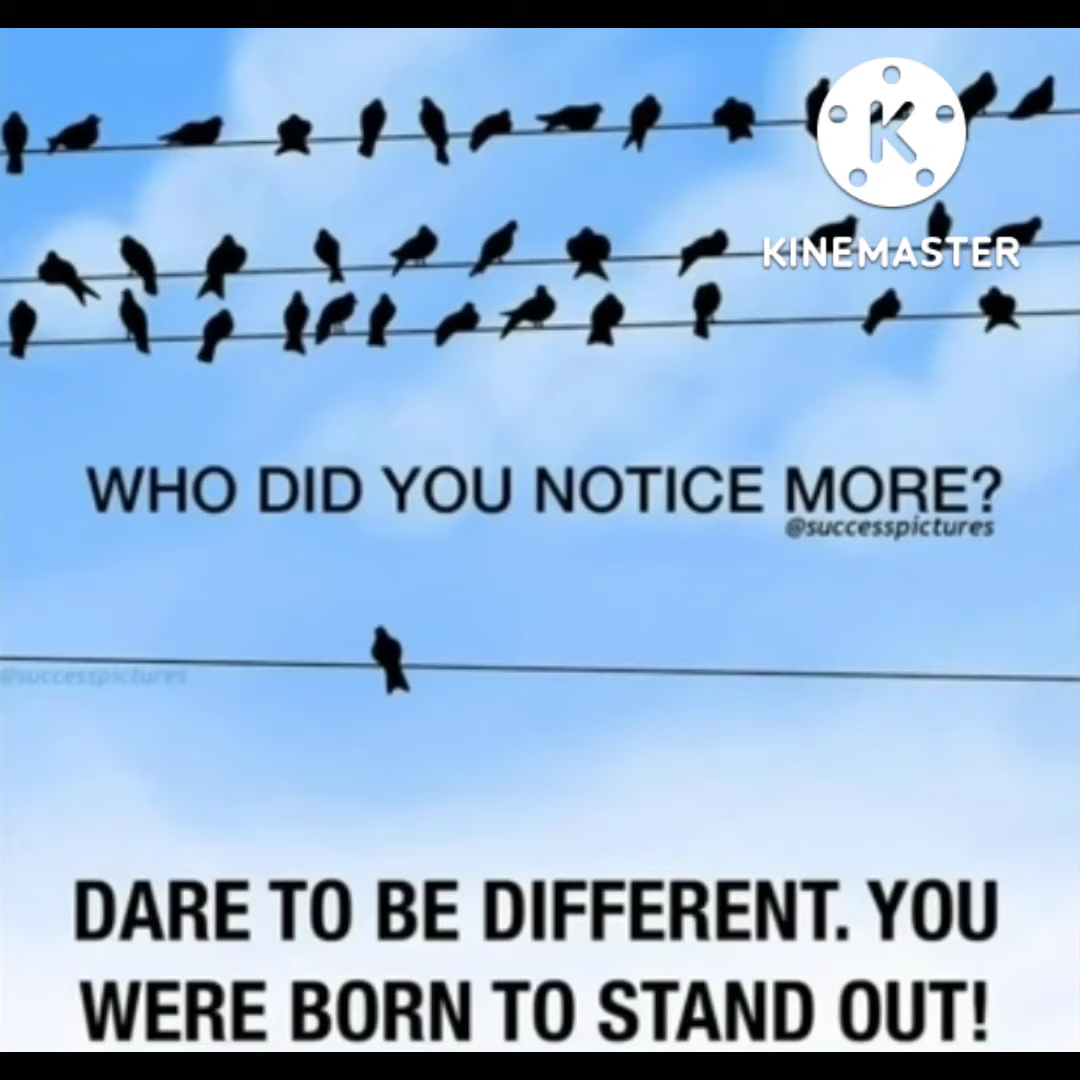 K
KINEMASTER
WHO DID YOU NOTICE MORE?
@successpictures
@successpictures
DARE TO BE DIFFERENT. YOU
WERE BORN TO STAND OUT!